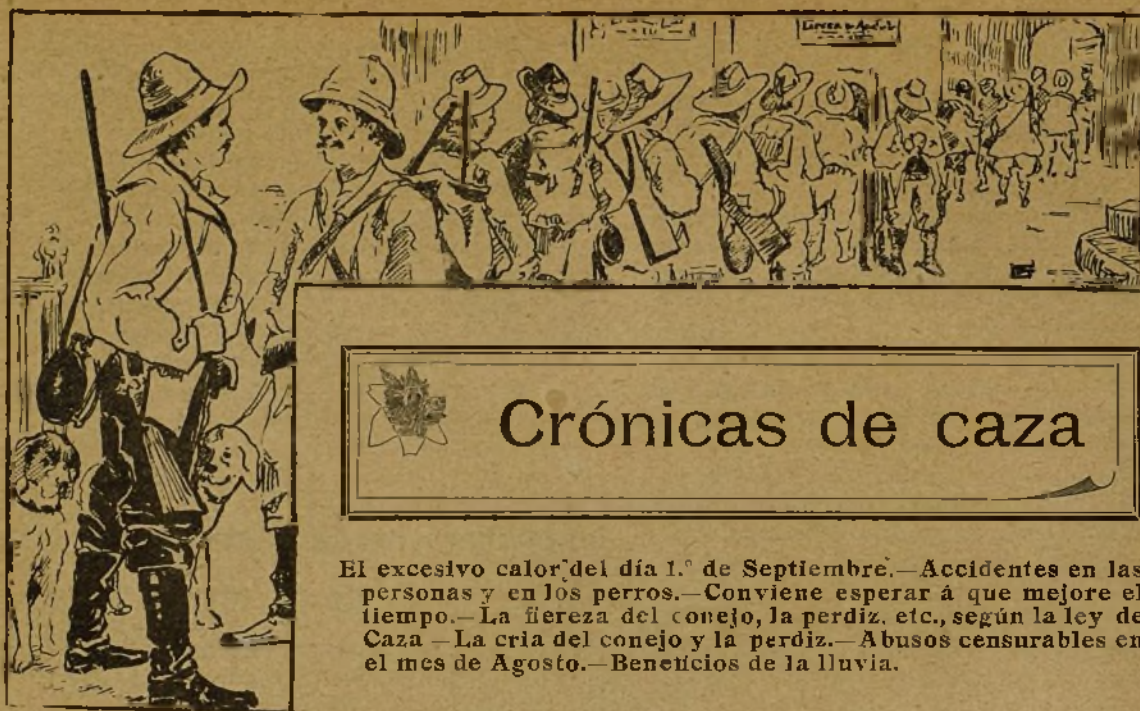 Crónicas de caza
El excesivo calor del día 1.º de Septiembre.—Accidentes en las
personas y en los perros.—Conviene esperar á que mejore el
tiempo.—La fiereza del conejo, la perdiz, etc., según la ley de
Caza —La cria del conejo y la perdiz.—Abusos censurables en
el mes de Agosto.—Beneficios de la lluvia.